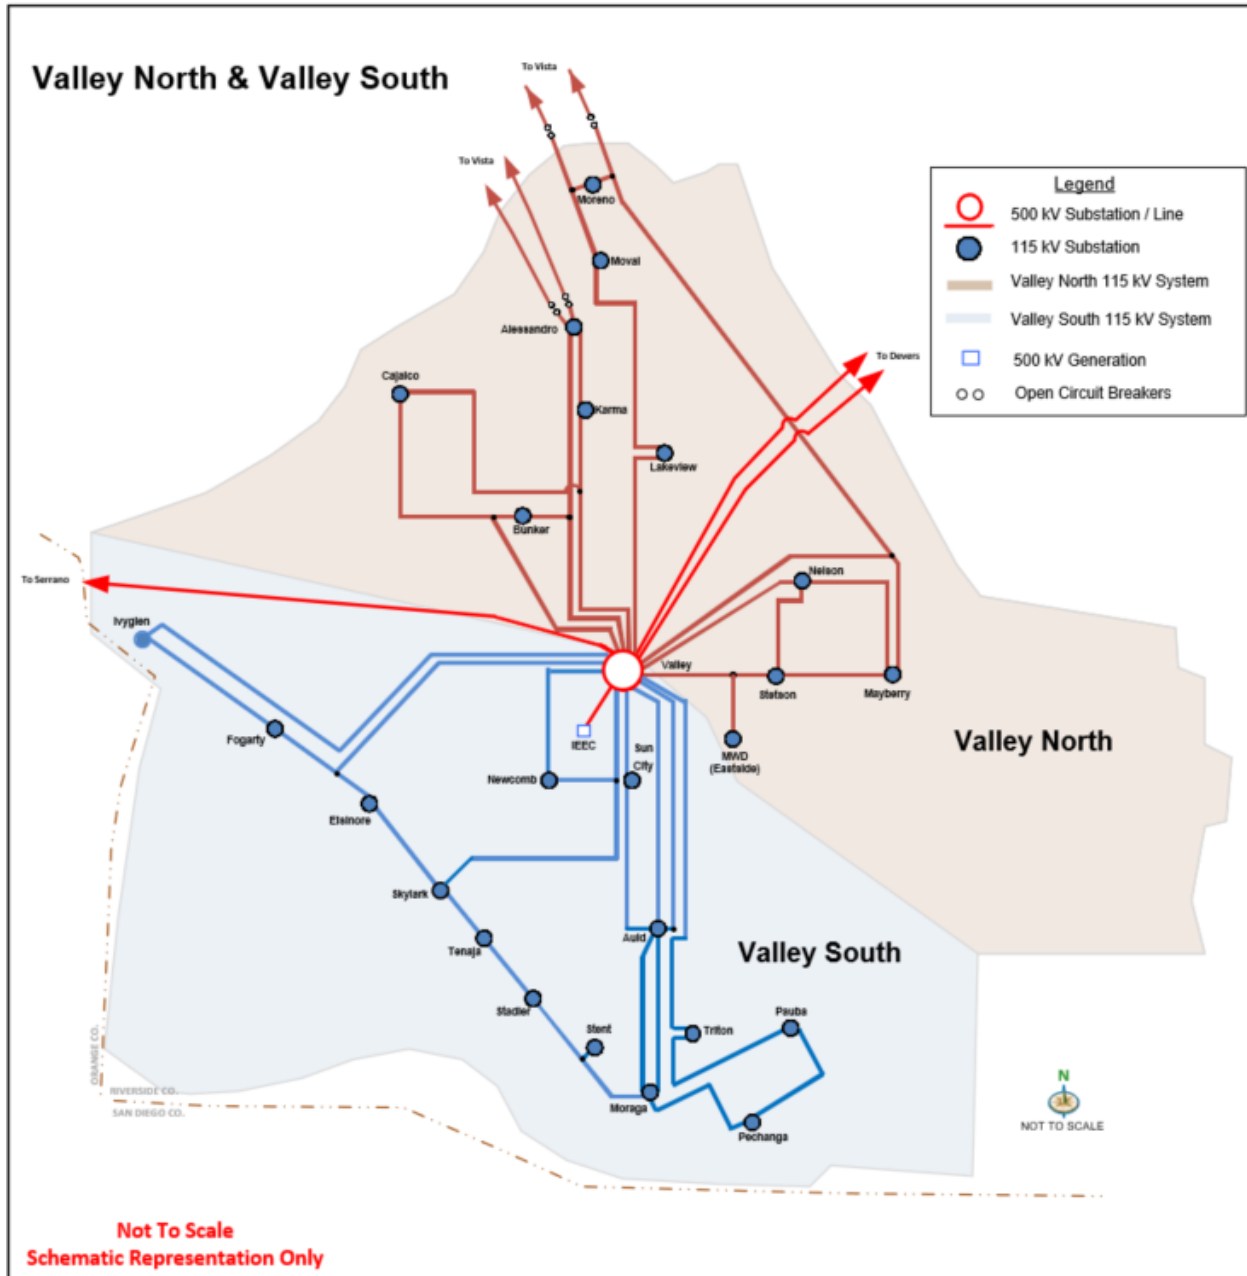 Valley North & Valley South
To Vista
To Vista
Moreno
Moval
Alessandro
Cajalco
Karma
Lakeview
Bunker
To Devers
Legend
500 kV Substation / Line
115 kV Substation
Valley North 115 kV System
Valley South 115 kV System
500 kV Generation
Open Circuit Breakers
To Serrano
Ivyglen
Nelson
Valley
Stetson
Mayberry
Fogarty
IEEC
Sun
City
MWD
(Eastside)
Valley North
Newcomb
Elsinore
Skylark
Auld
Valley South
Tenaja
Stadler
Stent
Triton
Pauba
Moraga
Pechanga
ORANGE CO.
RIVERSIDE CO.
SAN DIEGO CO.
N
NOT TO SCALE
Not To Scale
Schematic Representation Only